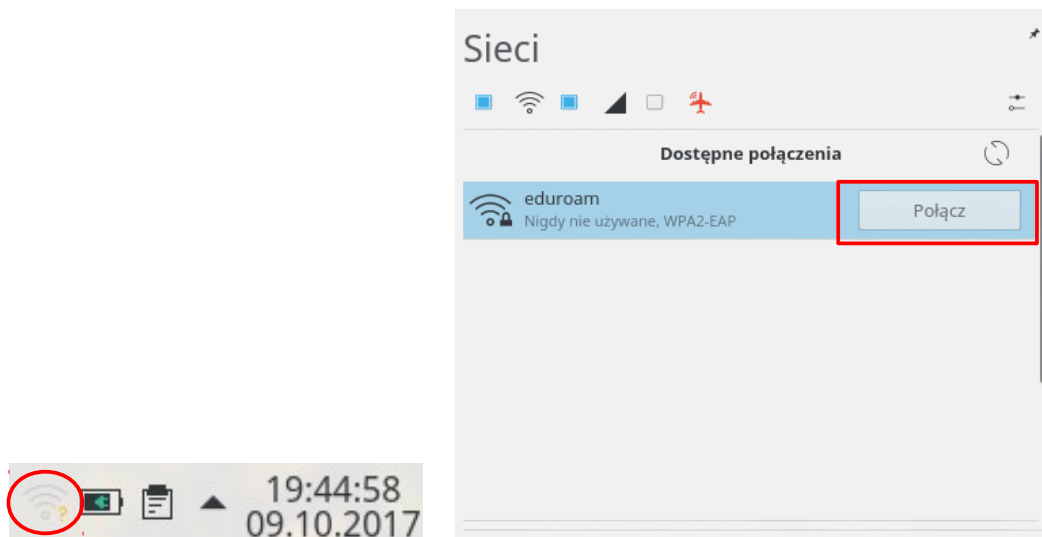 Sieci
Dostępne połączenia
eduroam
Połącz
Nigdy nie używane, WPA2-EAP
?
19:44:58
09.10.2017